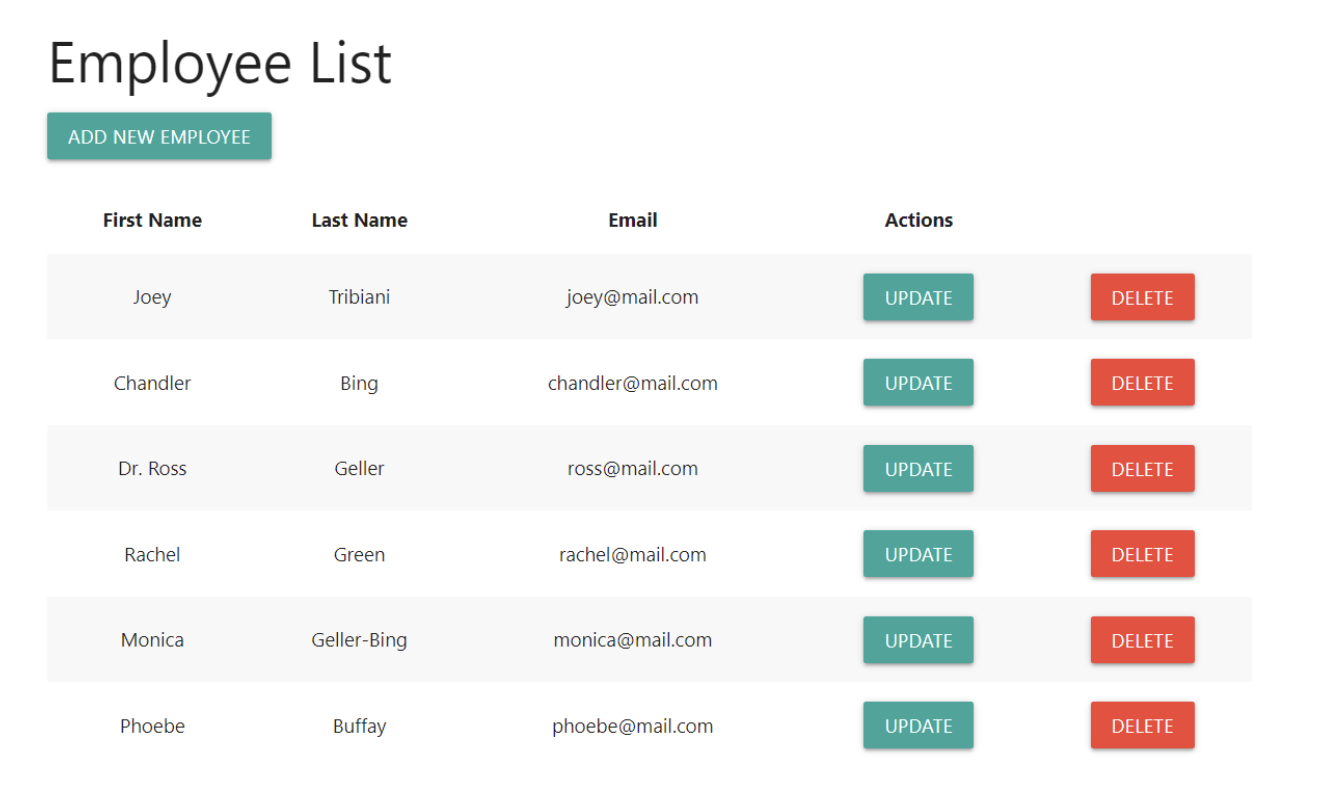 Employee List
ADD NEW EMPLOYEE
First Name Last Name Email Actions
Joey Tribiani joey@mail.com UPDATE DELETE
Chandler Bing chandler@mail.com UPDATE DELETE
Dr. Ross Geller ross@mail.com UPDATE DELETE
Rachel Green rachel@mail.com UPDATE DELETE
Monica Geller-Bing monica@mail.com UPDATE DELETE
Phoebe Buffay phoebe@mail.com UPDATE DELETE